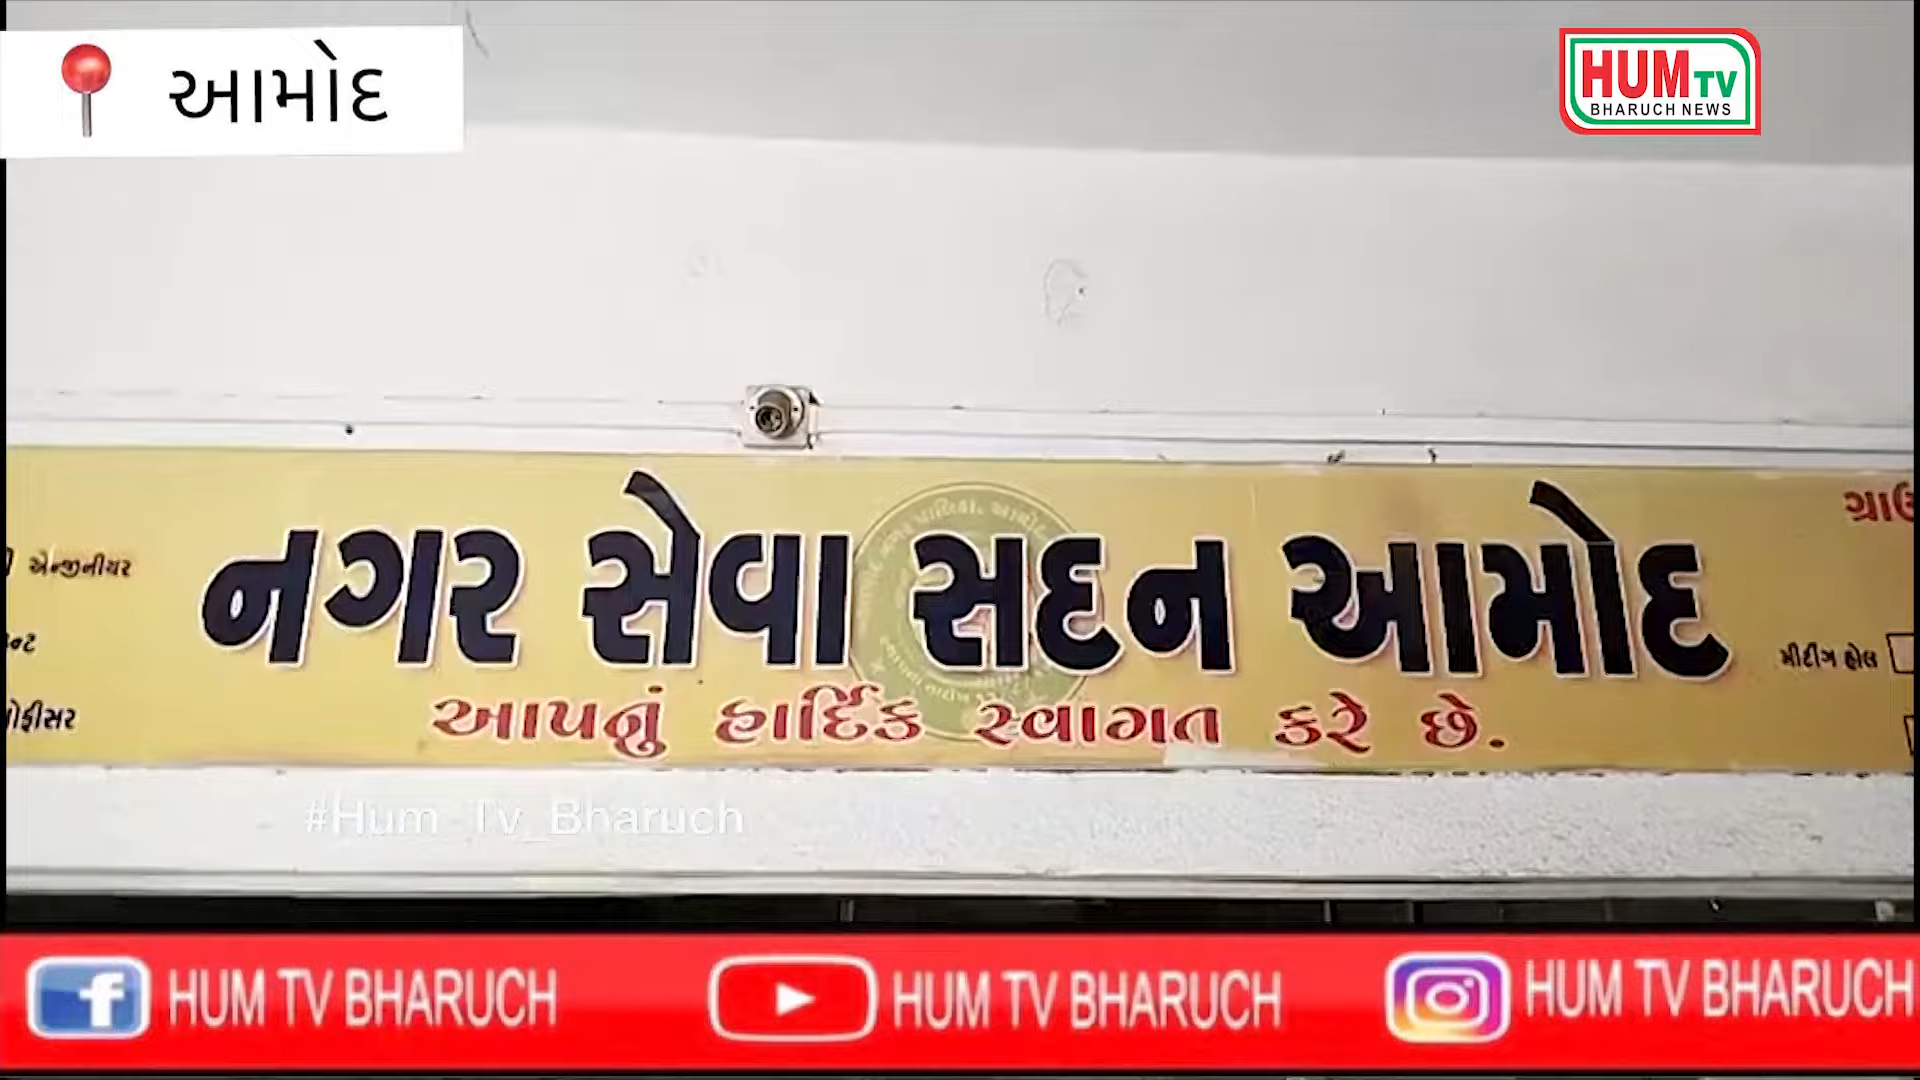 આમોદ
HUM TV
BHARUCH NEWS
એન્જીનીયર
નગર સેવા સદન આમોદ
મીટીંગ હોલ
આપનું હાર્દિક સ્વાગત કરે છે.
#Hum_Tv_Bharuch
HUM TV BHARUCH
HUM TV BHARUCH
HUM TV BHARUCH